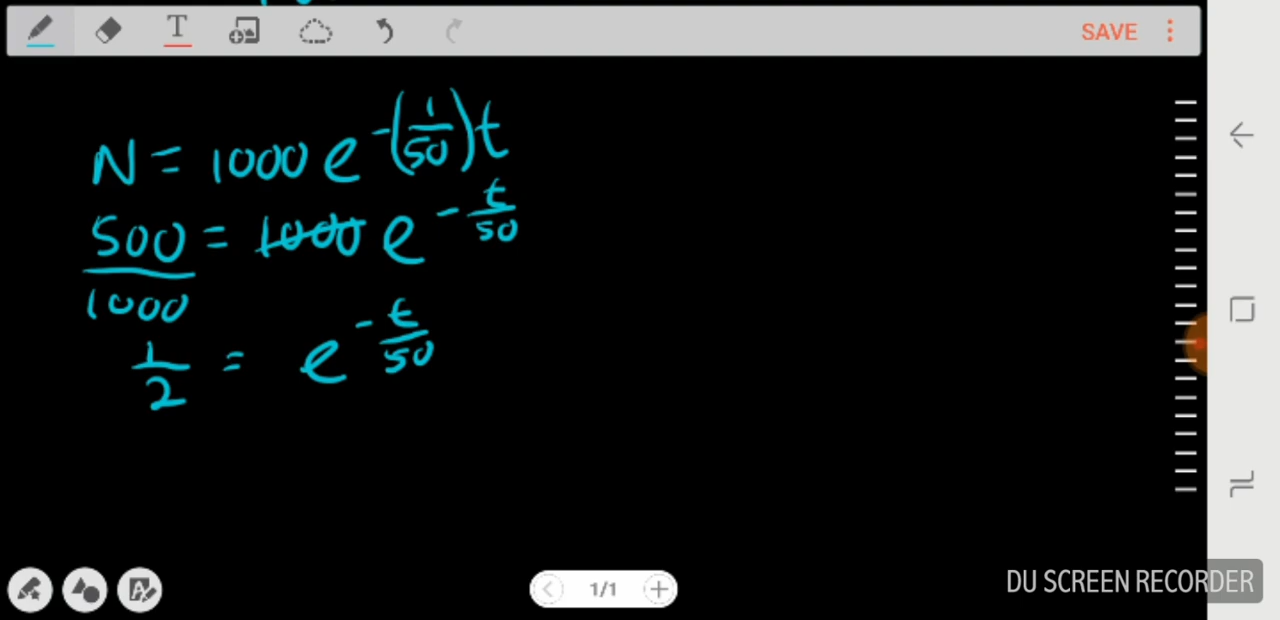 T
SAVE
N = 1000 e^{-(1/50)t}
500/1000 = 1000 e^{-t/50}
1/2 = e^{-t/50}
A
1/1
DU SCREEN RECORDER